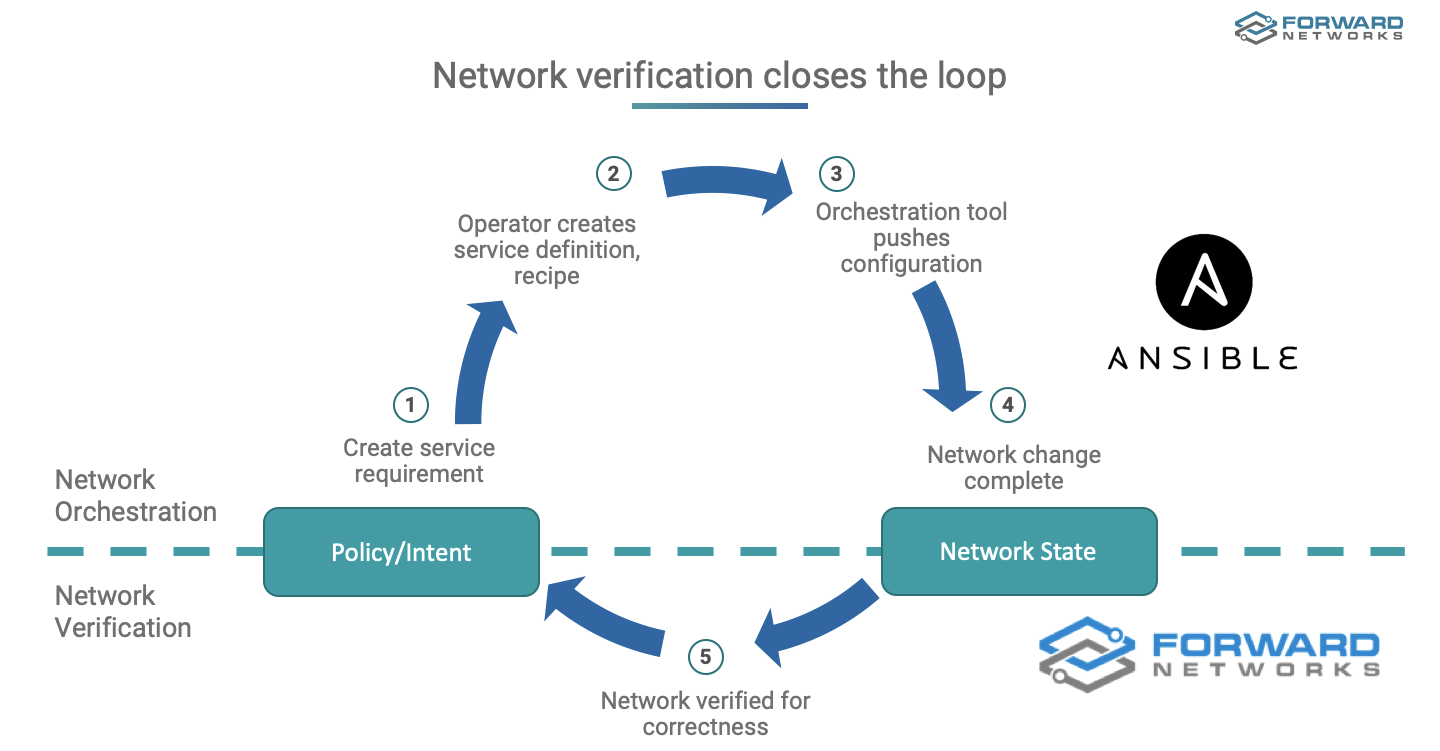 FORWARD
NETWORKS
Network verification closes the loop
2
3
Operator creates
service definition,
recipe
Orchestration tool
pushes
configuration
ANSIBLE
1
4
Create service
requirement
Network change
complete
Network
Orchestration
Policy/Intent
Network State
Network
Verification
5
Network verified for
correctness
FORWARD
NETWORKS